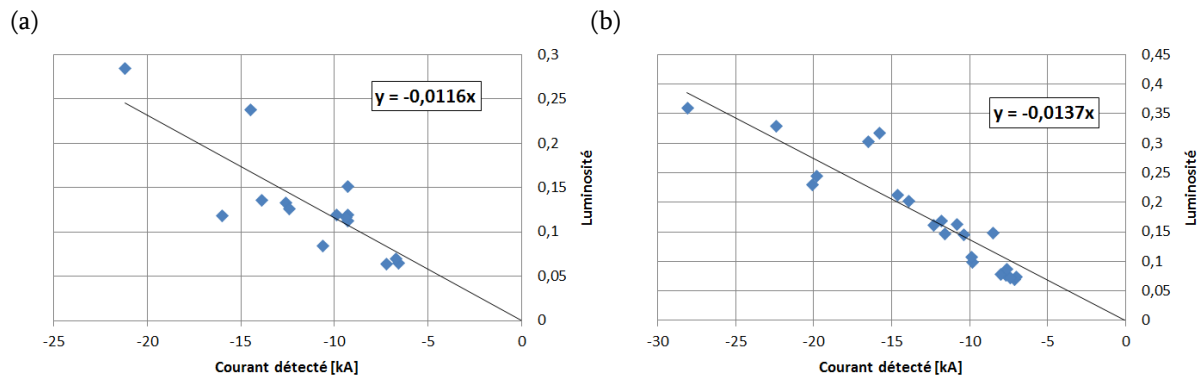 (a)
0,3
0,25
0,2
0,15
0,1
0,05
0
y = -0,0116x
Luminosité
-25 -20 -15 -10 -5 0
Courant détecté [kA]
(b)
0,45
0,4
0,35
0,3
0,25
0,2
0,15
0,1
0,05
0
y = -0,0137x
Luminosité
-30 -25 -20 -15 -10 -5 0
Courant détecté [kA]